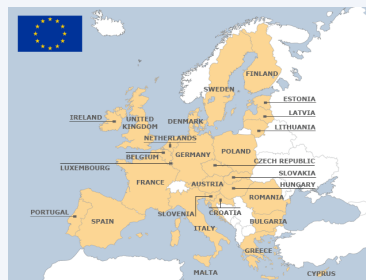 FINLAND
SWEDEN
ESTONIA
LATVIA
LITHUANIA
IRELAND
UNITED
KINGDOM
DENMARK
NETHERLANDS
BELGIUM
GERMANY
POLAND
LUXEMBOURG
CZECH REPUBLIC
SLOVAKIA
HUNGARY
FRANCE
AUSTRIA
ROMANIA
PORTUGAL
SPAIN
SLOVENIA
CROATIA
BULGARIA
ITALY
GREECE
MALTA
CYPRUS